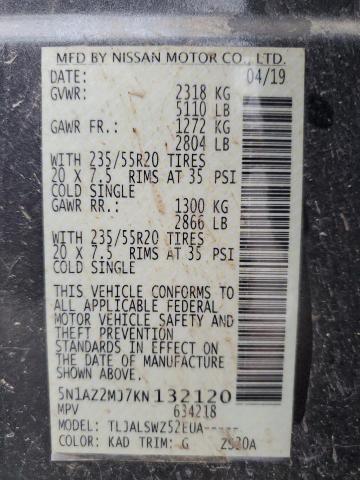 MFD BY NISSAN MOTOR CO., LTD.
DATE: 04/19
GVWR: 2318 KG
5110 LB
GAWR FR.: 1272 KG
2804 LB
WITH 235/55R20 TIRES
20 X 7.5 RIMS AT 35 PSI
COLD SINGLE
GAWR RR.: 1300 KG
2866 LB
WITH 235/55R20 TIRES
20 X 7.5 RIMS AT 35 PSI
COLD SINGLE
THIS VEHICLE CONFORMS TO
ALL APPLICABLE FEDERAL
MOTOR VEHICLE SAFETY AND
THEFT PREVENTION
STANDARDS IN EFFECT ON
THE DATE OF MANUFACTURE
SHOWN ABOVE.
5N1AZ2MJ7KN132120
MPV 634218
MODEL: TLJALSWZ52EUA-----
COLOR: KAD TRIM: G